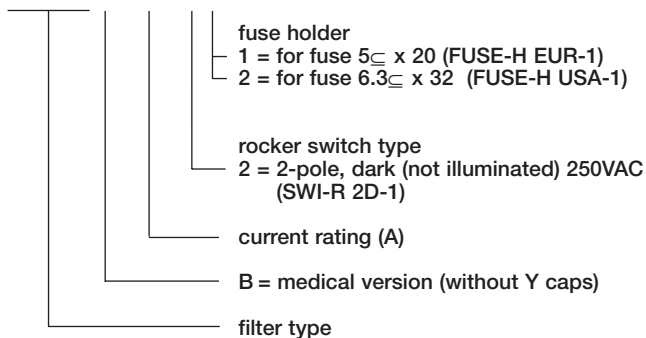 fuse holder
1 = for fuse 5⊆ x 20 (FUSE-H EUR-1)
2 = for fuse 6.3⊆ x 32 (FUSE-H USA-1)
rocker switch type
2 = 2-pole, dark (not illuminated) 250VAC
(SWI-R 2D-1)
current rating (A)
B = medical version (without Y caps)
filter type